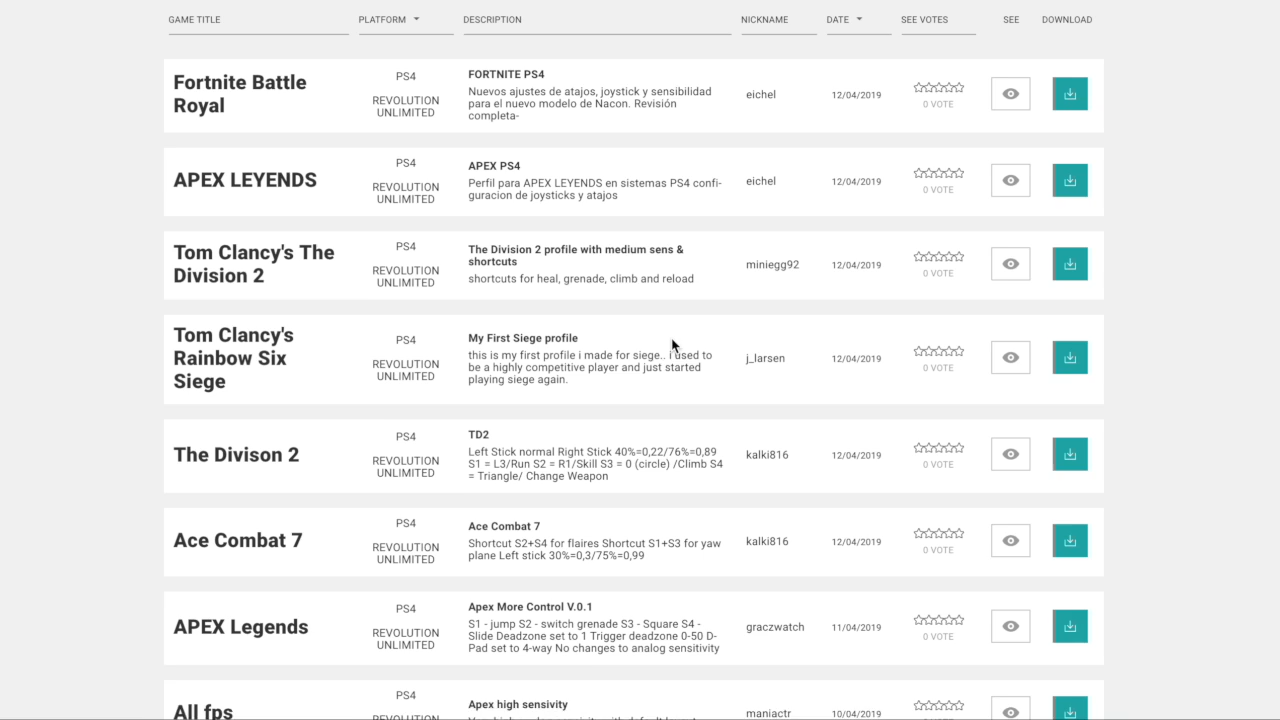 GAME TITLE PLATFORM DESCRIPTION NICKNAME DATE SEE VOTES SEE DOWNLOAD
Fortnite Battle
Royal
PS4
REVOLUTION
UNLIMITED
FORTNITE PS4
Nuevos ajustes de atajos, joystick y sensibilidad
para el nuevo modelo de Nacon. Revisión
completa-
eichel
12/04/2019
0 VOTE
APEX LEYENDS
PS4
REVOLUTION
UNLIMITED
APEX PS4
Perfil para APEX LEYENDS en sistemas PS4 confi-
guracion de joysticks y atajos
eichel
12/04/2019
0 VOTE
Tom Clancy's The
Division 2
PS4
REVOLUTION
UNLIMITED
The Division 2 profile with medium sens &
shortcuts
shortcuts for heal, grenade, climb and reload
miniegg92
12/04/2019
0 VOTE
Tom Clancy's
Rainbow Six
Siege
PS4
REVOLUTION
UNLIMITED
My First Siege profile
this is my first profile i made for siege.. i used to
be a highly competitive player and just started
playing siege again.
j_larsen
12/04/2019
0 VOTE
The Divison 2
PS4
REVOLUTION
UNLIMITED
TD2
Left Stick normal Right Stick 40%=0,22/76%=0,89
S1 = L3/Run S2 = R1/Skill S3 = 0 (circle) /Climb S4
= Triangle/ Change Weapon
kalki816
12/04/2019
0 VOTE
Ace Combat 7
PS4
REVOLUTION
UNLIMITED
Ace Combat 7
Shortcut S2+S4 for flaires Shortcut S1+S3 for yaw
plane Left stick 30%=0,3/75%=0,99
kalki816
12/04/2019
0 VOTE
APEX Legends
PS4
REVOLUTION
UNLIMITED
Apex More Control V.0.1
S1 - jump S2 - switch grenade S3 - Square S4 -
Slide Deadzone set to 1 Trigger deadzone 0-50 D-
Pad set to 4-way No changes to analog sensitivity
graczwatch
11/04/2019
0 VOTE
All fps
PS4
Apex high sensivity
maniactr
10/04/2019